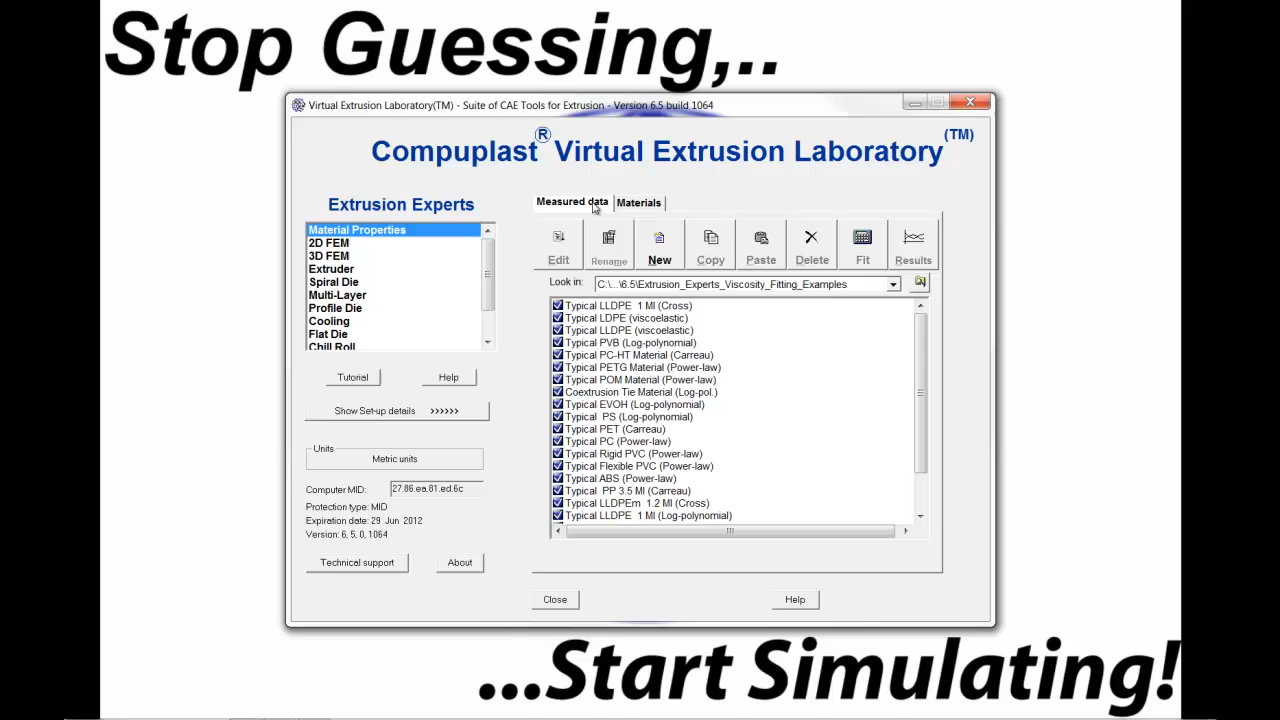 Stop Guessing,..
Virtual Extrusion Laboratory(TM) - Suite of CAE Tools for Extrusion - Version 6.5 build 1064
Compuplast® Virtual Extrusion Laboratory (TM)
Extrusion Experts
Material Properties
2D FEM
3D FEM
Extruder
Spiral Die
Multi-Layer
Profile Die
Cooling
Flat Die
Chill Roll
Tutorial
Help
Show Set-up details >>>>>>
Units
Metric units
Computer MID: 27.86.ea.81.ed.6c
Protection type: MID
Expiration date: 29 Jun 2012
Version: 6, 5, 0, 1064
Technical support
About
Measured data
Materials
Edit
Rename
New
Copy
Paste
Delete
Fit
Results
Look in: C:\...\6.5\Extrusion_Experts_Viscosity_Fitting_Examples
Typical LLDPE 1 MI (Cross)
Typical LDPE (viscoelastic)
Typical LLDPE (viscoelastic)
Typical PVB (Log-polynomial)
Typical PC-HT Material (Carreau)
Typical PETG Material (Power-law)
Typical POM Material (Power-law)
Coextrusion Tie Material (Log-pol.)
Typical EVOH (Log-polynomial)
Typical PS (Log-polynomial)
Typical PET (Carreau)
Typical PC (Power-law)
Typical Rigid PVC (Power-law)
Typical Flexible PVC (Power-law)
Typical ABS (Power-law)
Typical PP 3.5 MI (Carreau)
Typical LLDPEm 1.2 MI (Cross)
Typical LLDPE 1 MI (Log-polynomial)
Close
Help
...Start Simulating!